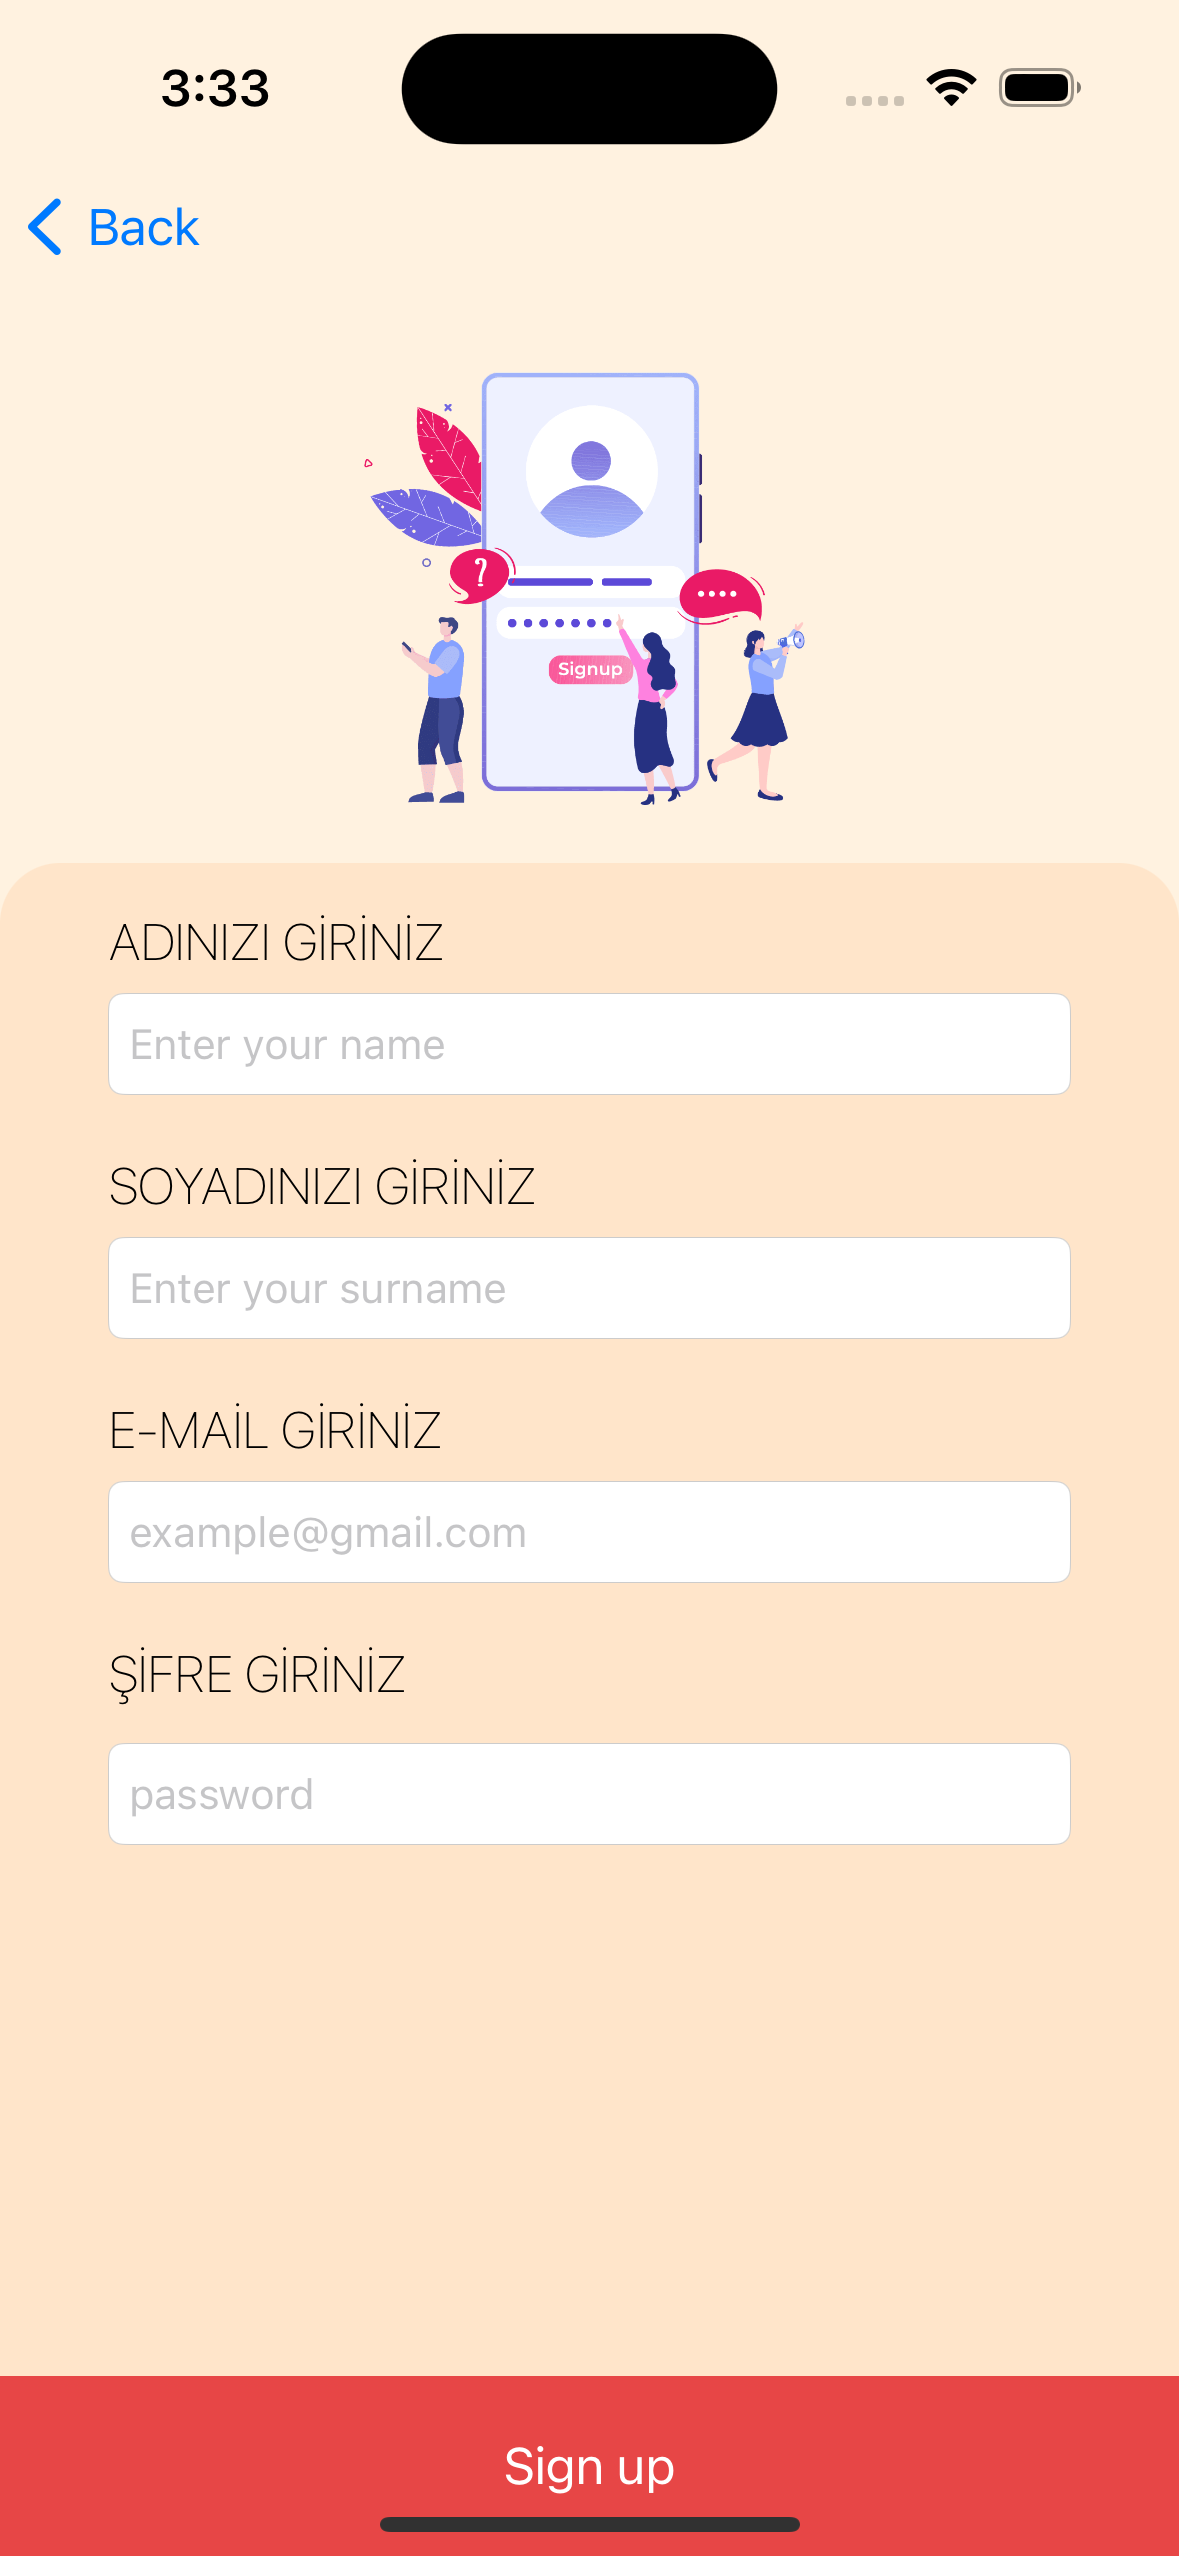 3:33
Back
?
Signup
ADINIZI GİRİNİZ
Enter your name
SOYADINIZI GİRİNİZ
Enter your surname
E-MAİL GİRİNİZ
example@gmail.com
ŞİFRE GİRİNİZ
password
Sign up